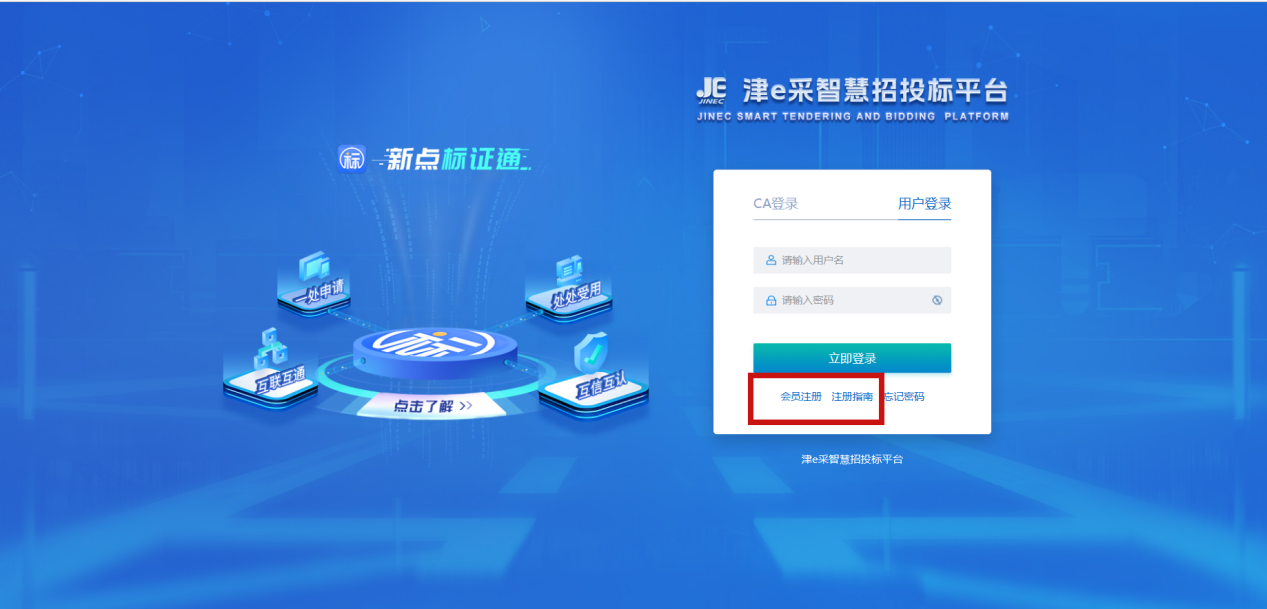 JE
JINEC
津e采智慧招投标平台
JINEC SMART TENDERING AND BIDDING PLATFORM
标
新点标证通
CA登录
用户登录
请输入用户名
请输入密码
立即登录
会员注册
注册指南
忘记密码
津e采智慧招投标平台
一处申请
处处受用
互联互通
互信互认
标
点击了解 >>